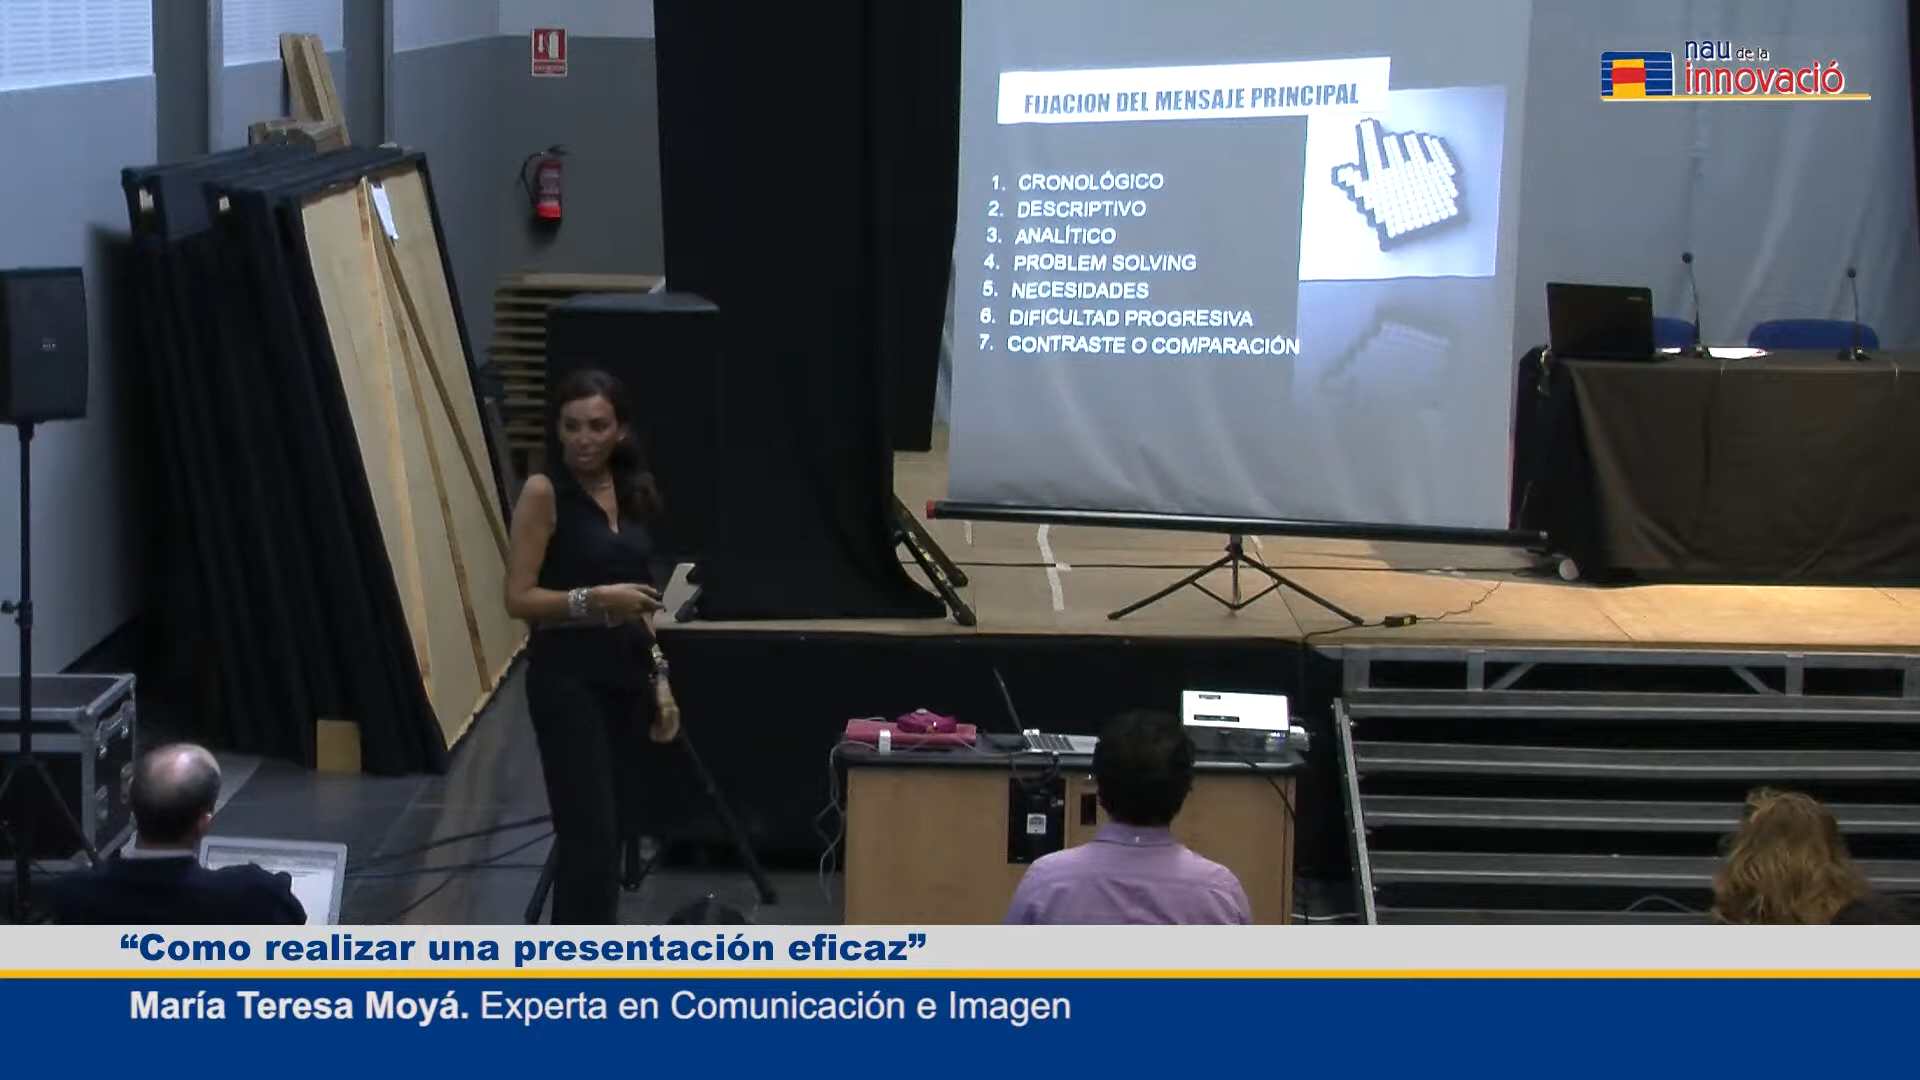 nau de la
innovació
FIJACION DEL MENSAJE PRINCIPAL
1. CRONOLÓGICO
2. DESCRIPTIVO
3. ANALÍTICO
4. PROBLEM SOLVING
5. NECESIDADES
6. DIFICULTAD PROGRESIVA
7. CONTRASTE O COMPARACIÓN
“Como realizar una presentación eficaz”
María Teresa Moyá. Experta en Comunicación e Imagen